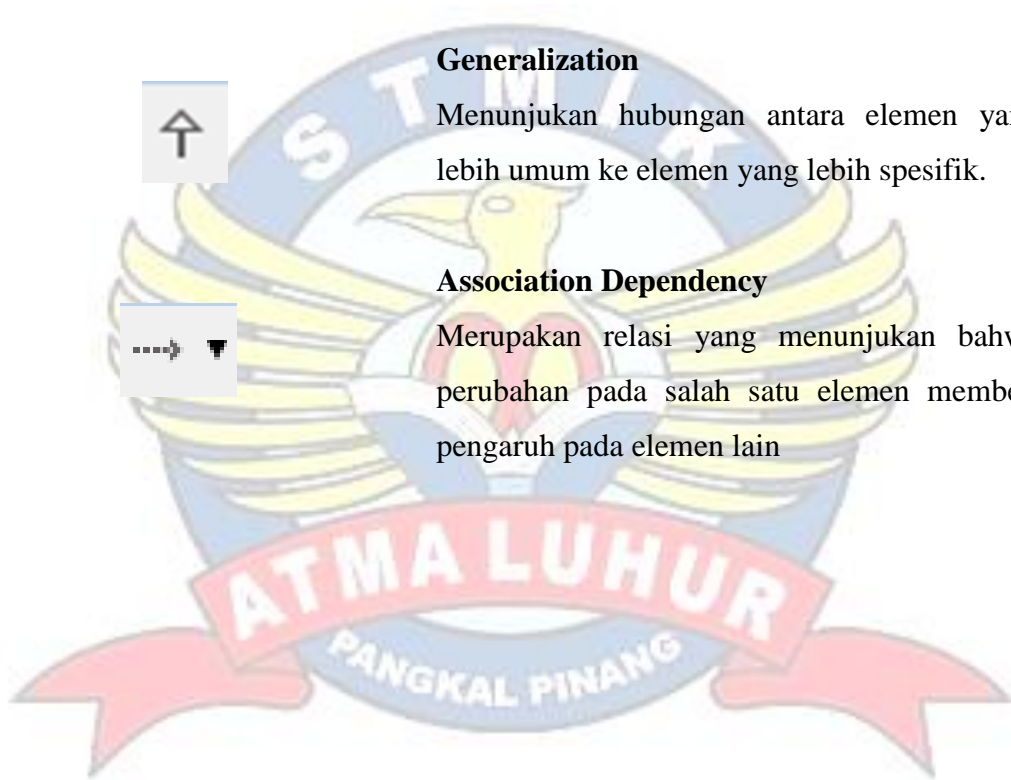 STMIK
Generalization
Menunjukan hubungan antara elemen yan
lebih umum ke elemen yang lebih spesifik.
Association Dependency
Merupakan relasi yang menunjukan bahw
perubahan pada salah satu elemen membe
pengaruh pada elemen lain
ATMA LUHUR
PANGKAL PINANG